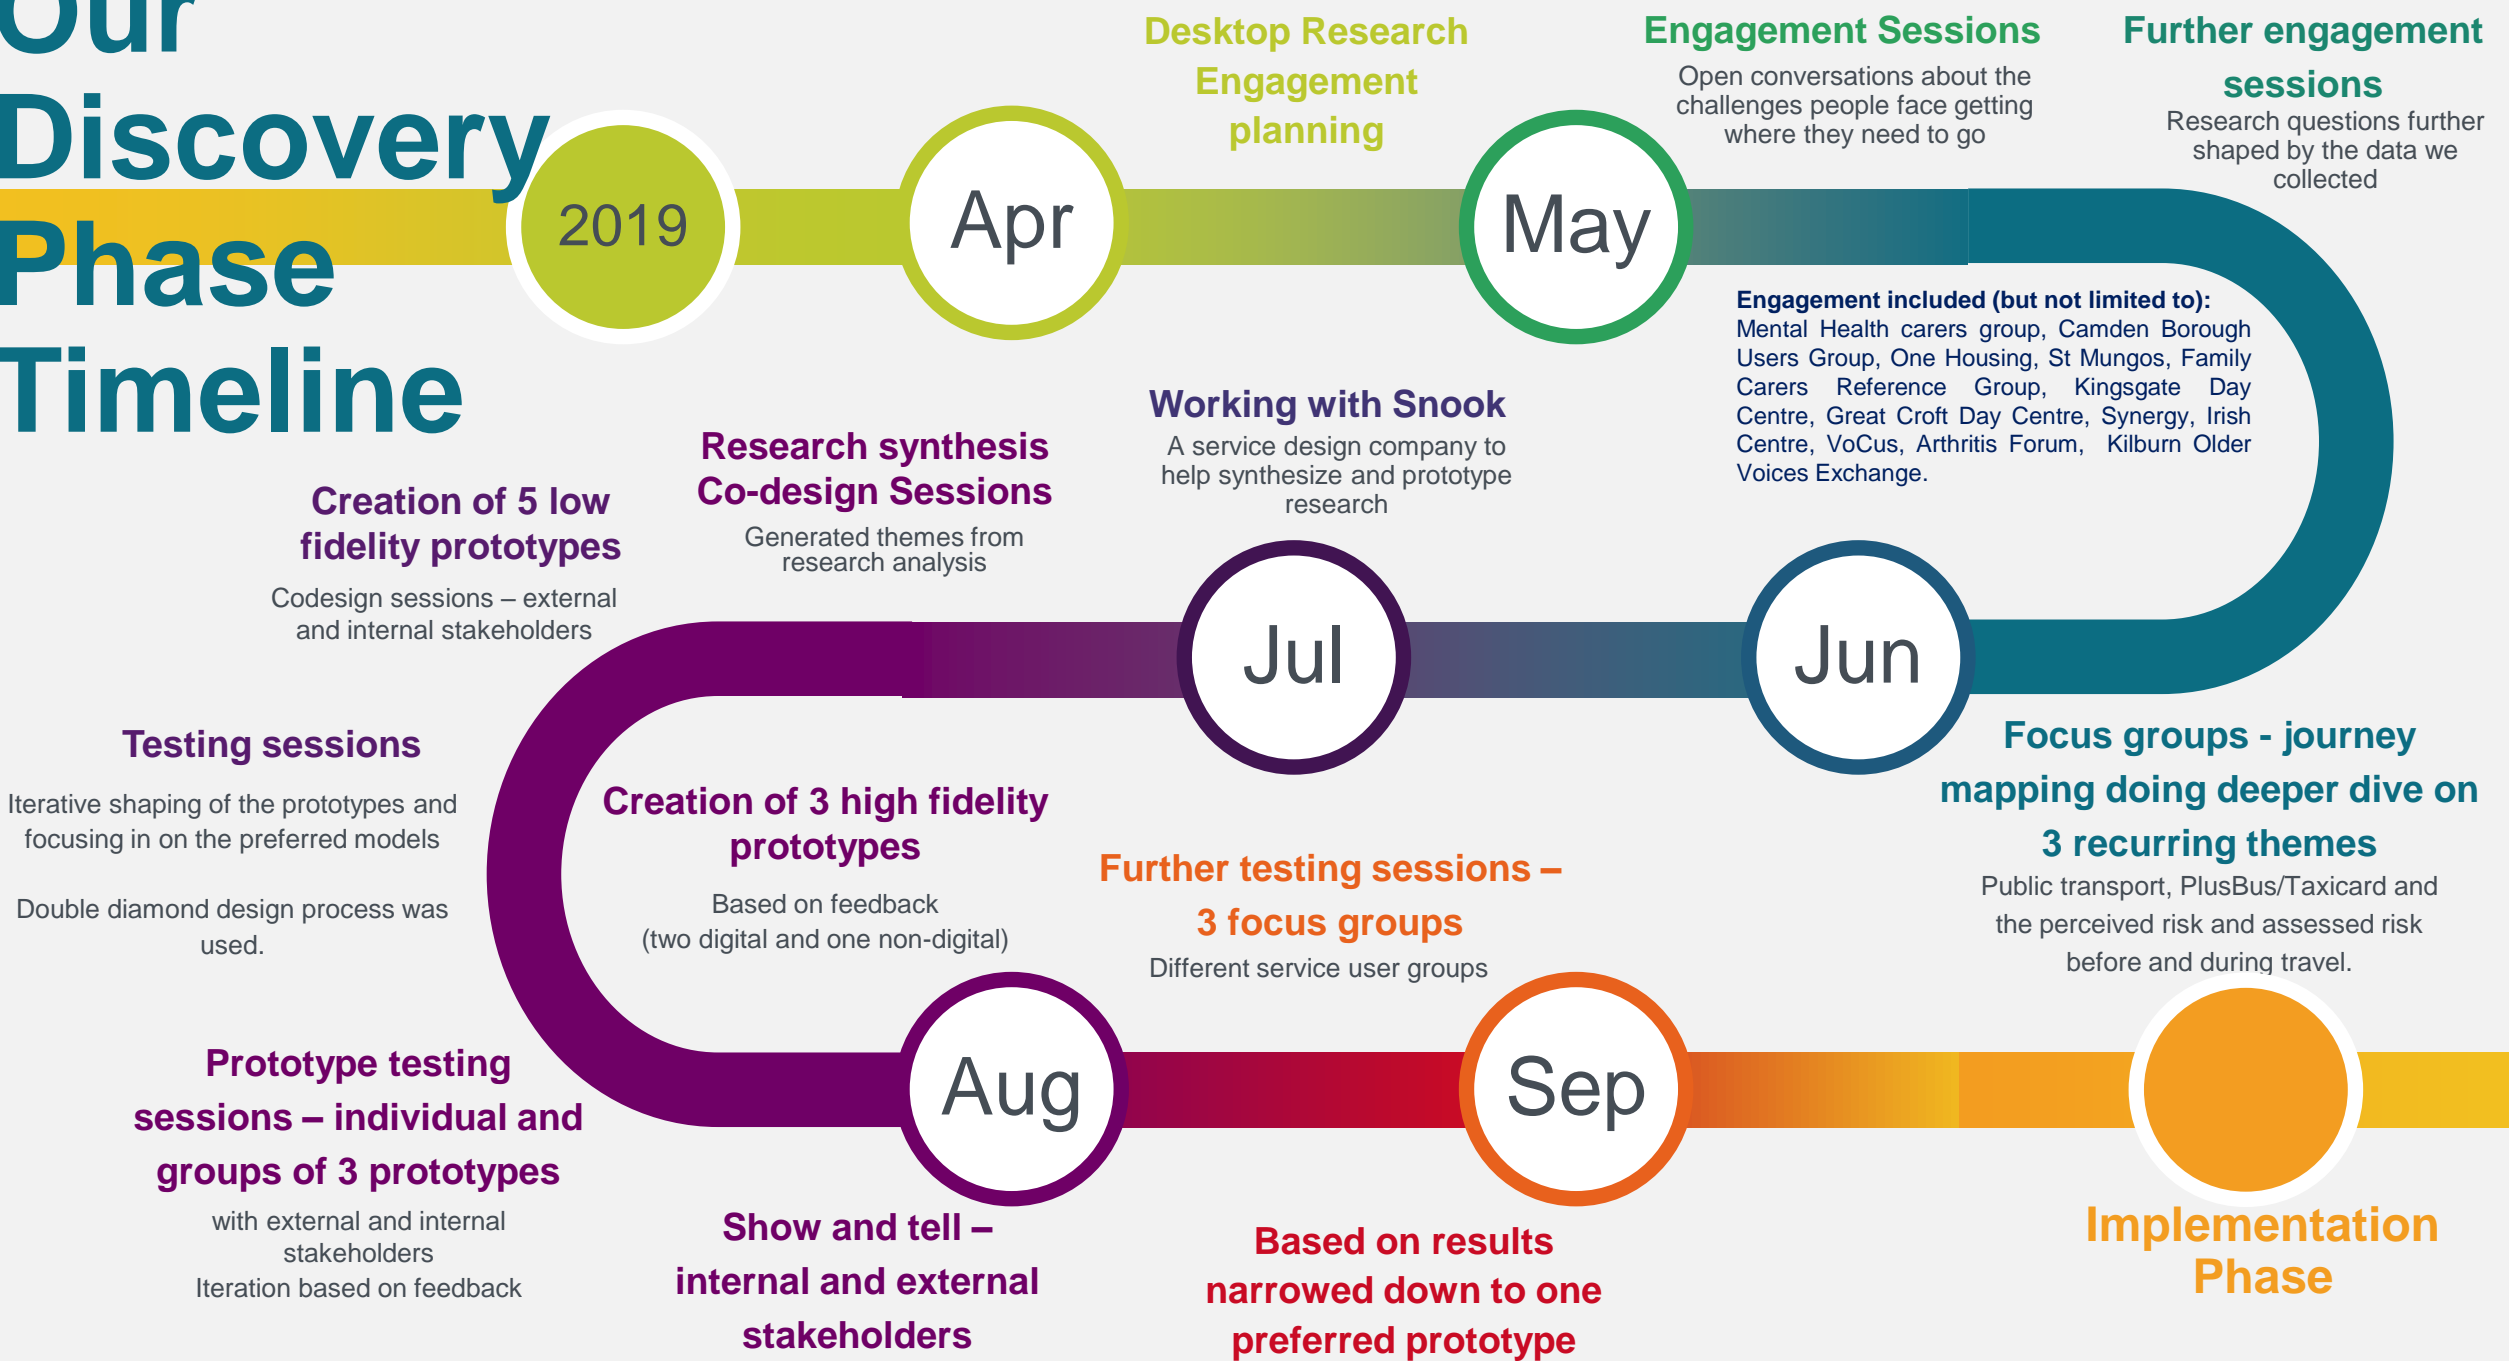 Our
Discovery
Phase
Timeline
2019
Apr
Desktop Research
Engagement
planning
May
Engagement Sessions
Open conversations about the
challenges people face getting
where they need to go
Further engagement
sessions
Research questions further
shaped by the data we
collected
Engagement included (but not limited to):
Mental Health carers group, Camden Borough
Users Group, One Housing, St Mungos, Family
Carers Reference Group, Kingsgate Day
Centre, Great Croft Day Centre, Synergy, Irish
Centre, VoCus, Arthritis Forum, Kilburn Older
Voices Exchange.
Jun
Focus groups - journey
mapping doing deeper dive on
3 recurring themes
Public transport, PlusBus/Taxicard and
the perceived risk and assessed risk
before and during travel.
Working with Snook
A service design company to
help synthesize and prototype
research
Jul
Research synthesis
Co-design Sessions
Generated themes from
research analysis
Creation of 5 low
fidelity prototypes
Codesign sessions – external
and internal stakeholders
Testing sessions
Iterative shaping of the prototypes and
focusing in on the preferred models
Double diamond design process was
used.
Creation of 3 high fidelity
prototypes
Based on feedback
(two digital and one non-digital)
Prototype testing
sessions – individual and
groups of 3 prototypes
with external and internal
stakeholders
Iteration based on feedback
Aug
Show and tell –
internal and external
stakeholders
Further testing sessions –
3 focus groups
Different service user groups
Sep
Based on results
narrowed down to one
preferred prototype
Implementation
Phase